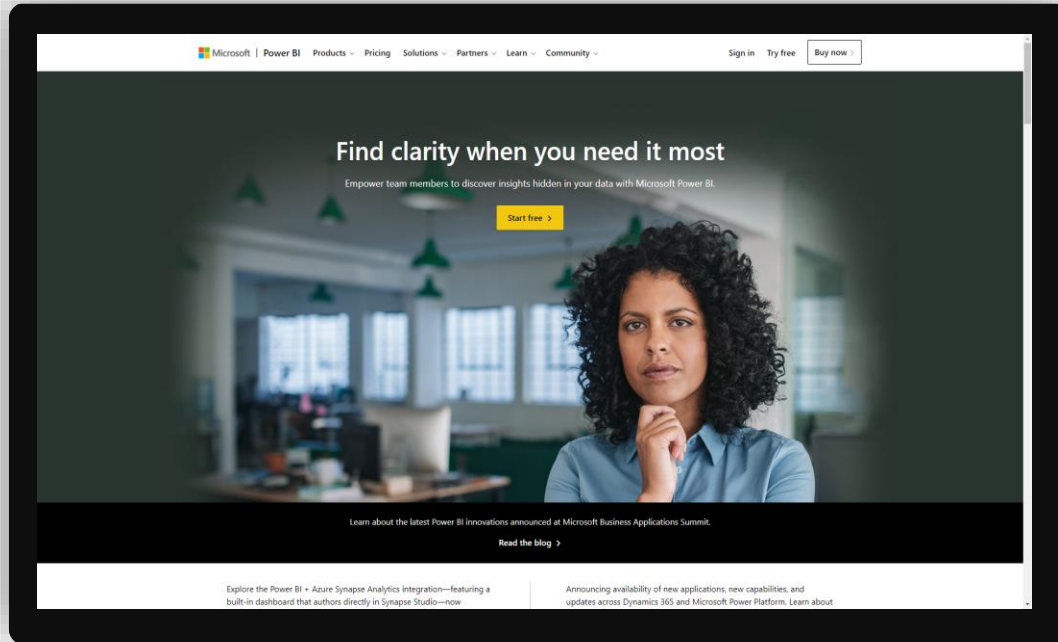 Microsoft | Power BI Products Pricing Solutions Partners Learn Community Sign in Try free Buy now
Find clarity when you need it most
Empower team members to discover insights hidden in your data with Microsoft Power BI.
Start free
Learn about the latest Power BI innovations announced at Microsoft Business Applications Summit.
Read the blog
Explore the Power BI + Azure Synapse Analytics integration—featuring a
built-in dashboard that authors directly in Synapse Studio—now
Announcing availability of new applications, new capabilities, and
updates across Dynamics 365 and Microsoft Power Platform. Learn about